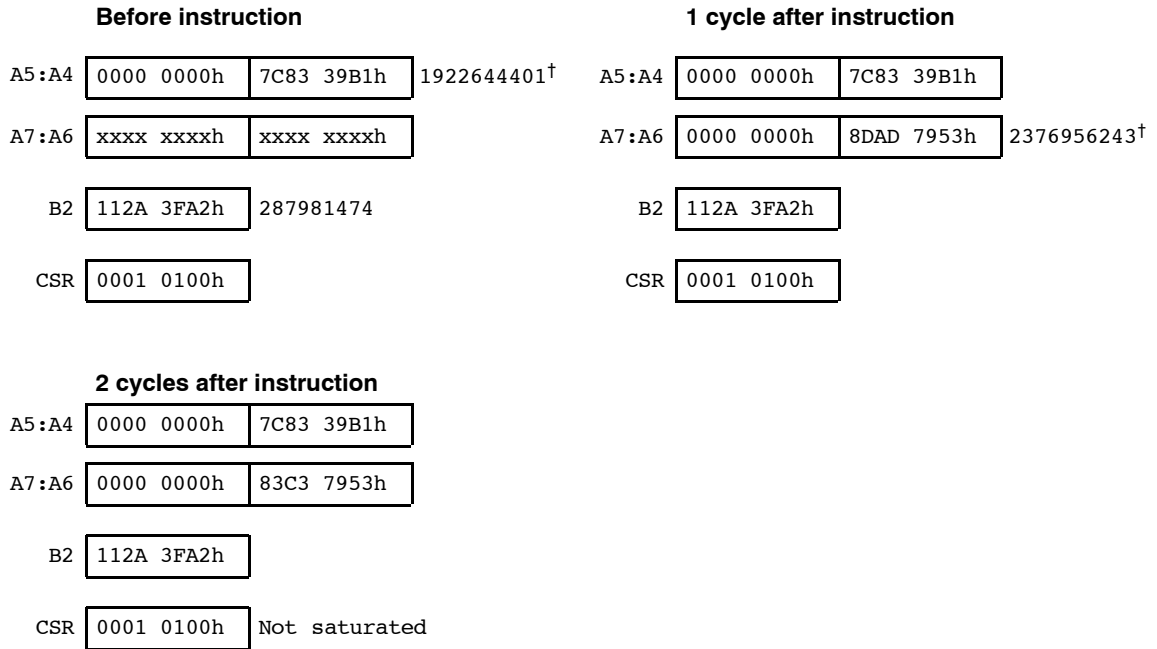 Before instruction 1 cycle after instruction
A5:A4 0000 0000h 7C83 39B1h 1922644401† A5:A4 0000 0000h 7C83 39B1h
A7:A6 xxxx xxxxh xxxx xxxxh A7:A6 0000 0000h 8DAD 7953h 2376956243†
B2 112A 3FA2h 287981474 B2 112A 3FA2h
CSR 0001 0100h CSR 0001 0100h
2 cycles after instruction
A5:A4 0000 0000h 7C83 39B1h
A7:A6 0000 0000h 83C3 7953h
B2 112A 3FA2h
CSR 0001 0100h Not saturated